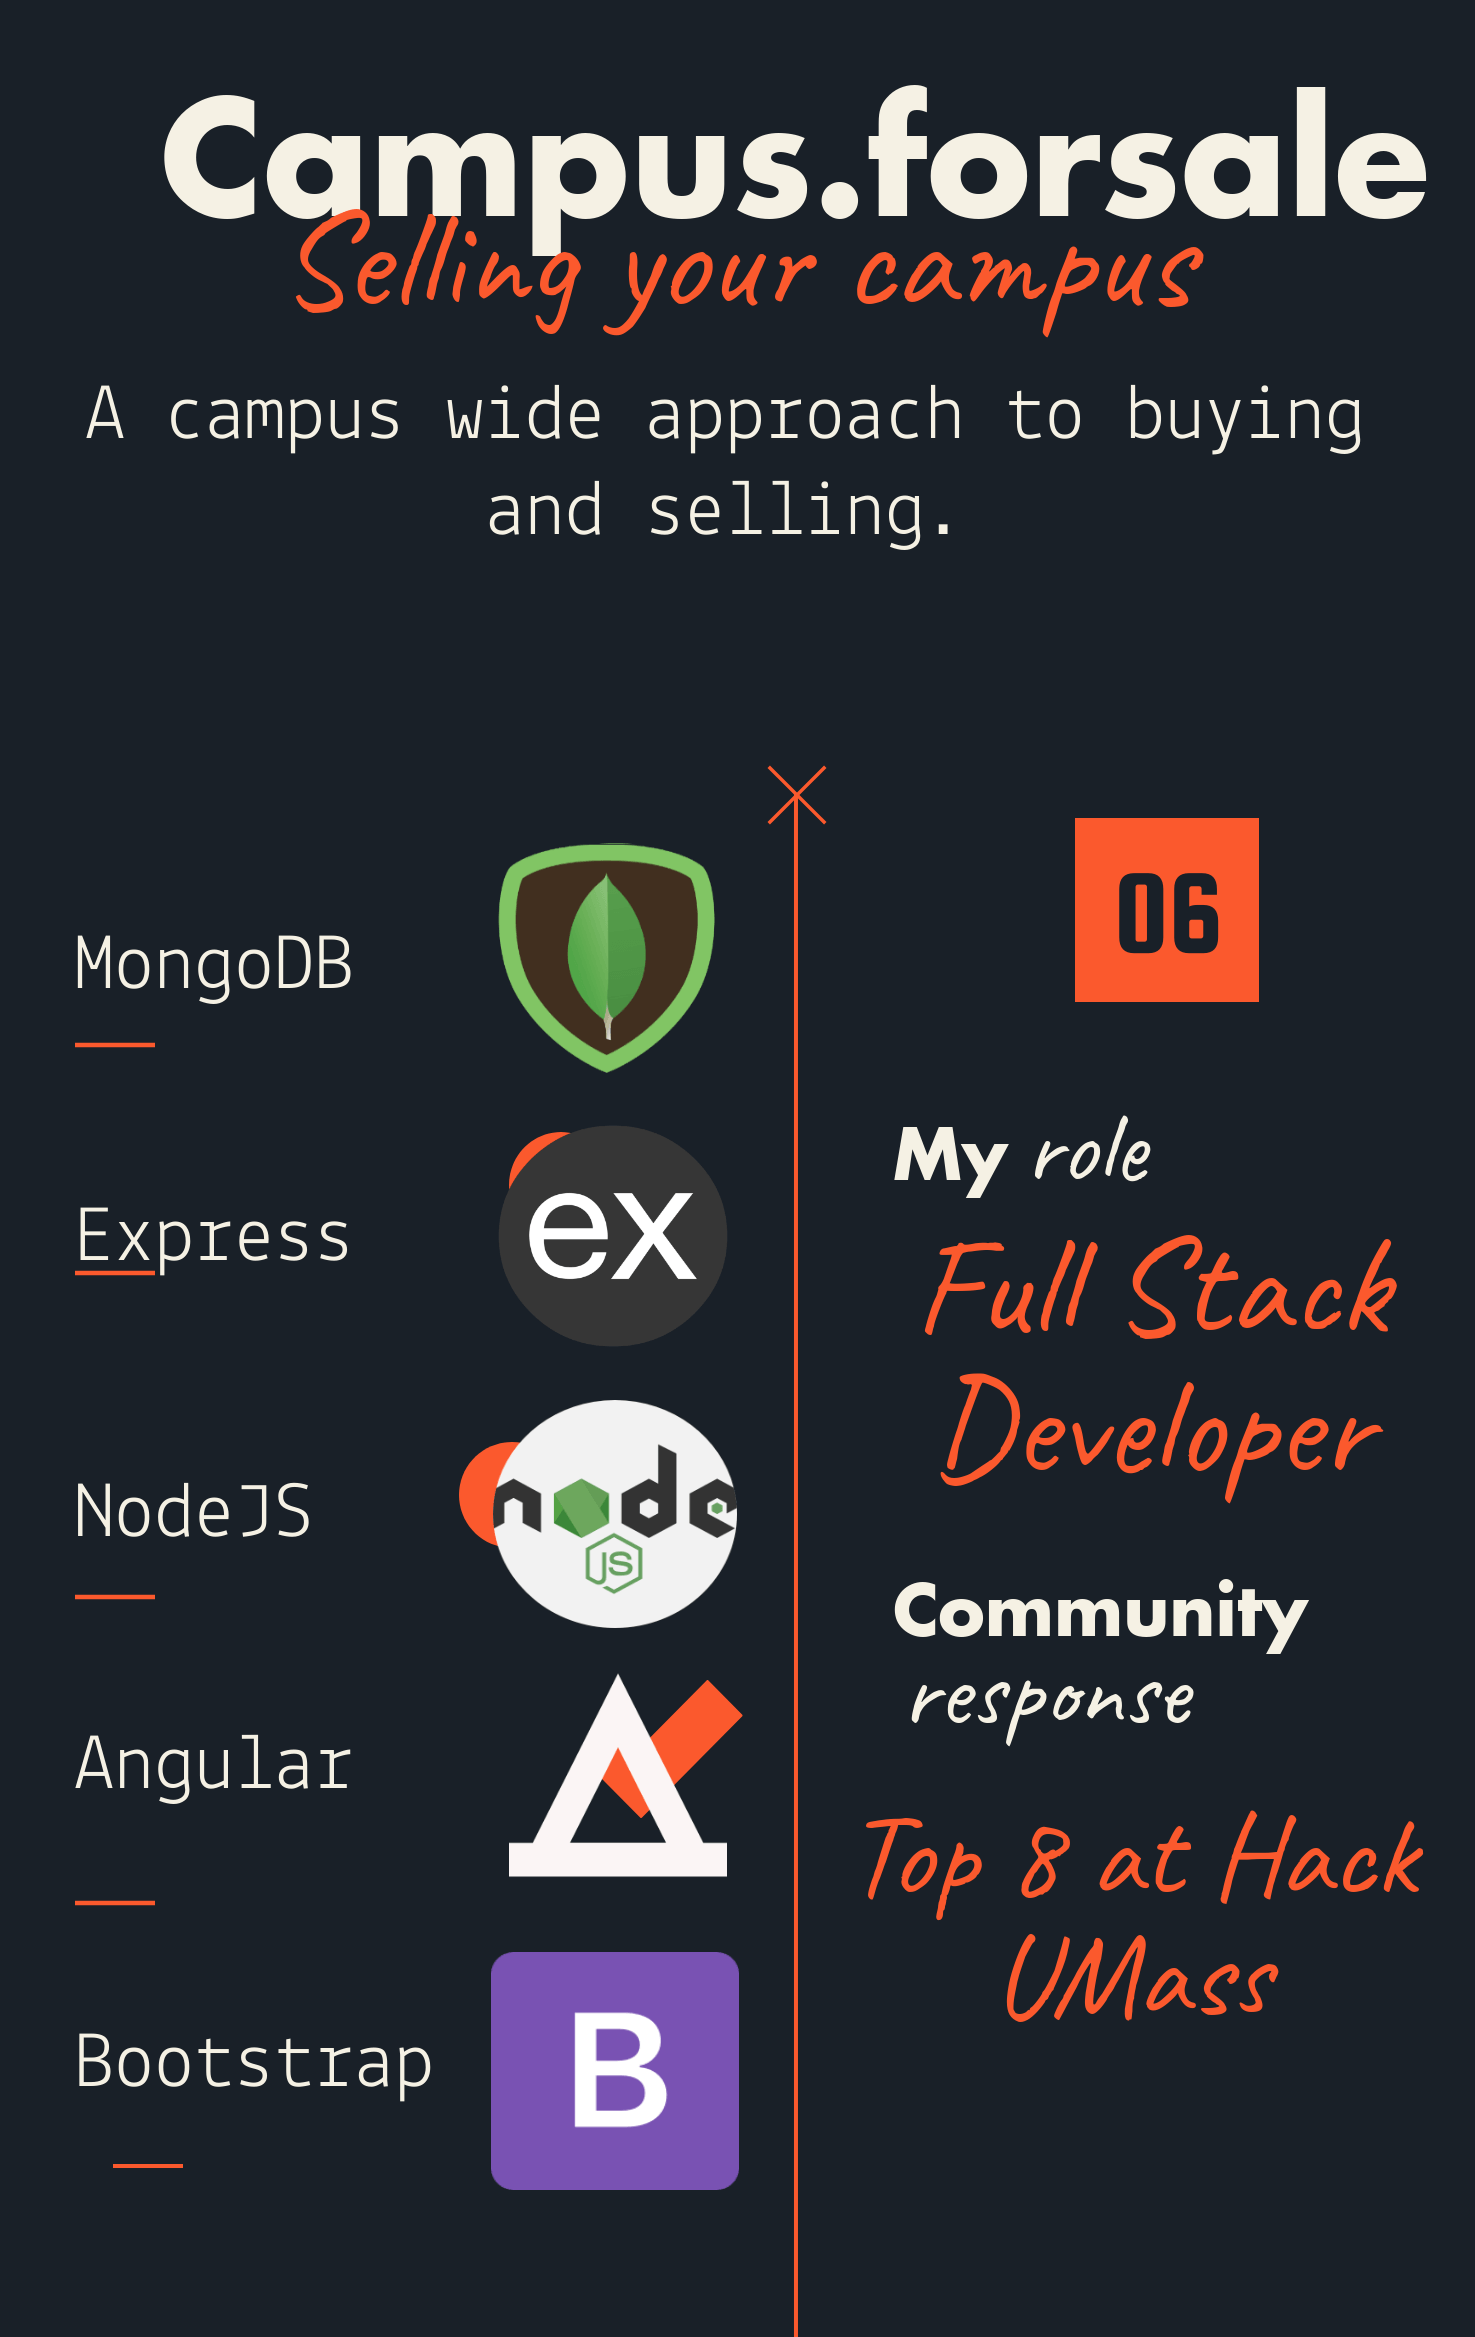 Campus.forsale
Selling your campus
A campus wide approach to buying
and selling.
MongoDB
Express
ex
NodeJS
node
JS
Angular
Bootstrap
B
06
My role
Full Stack
Developer
Community
response
Top 8 at Hack
UMass